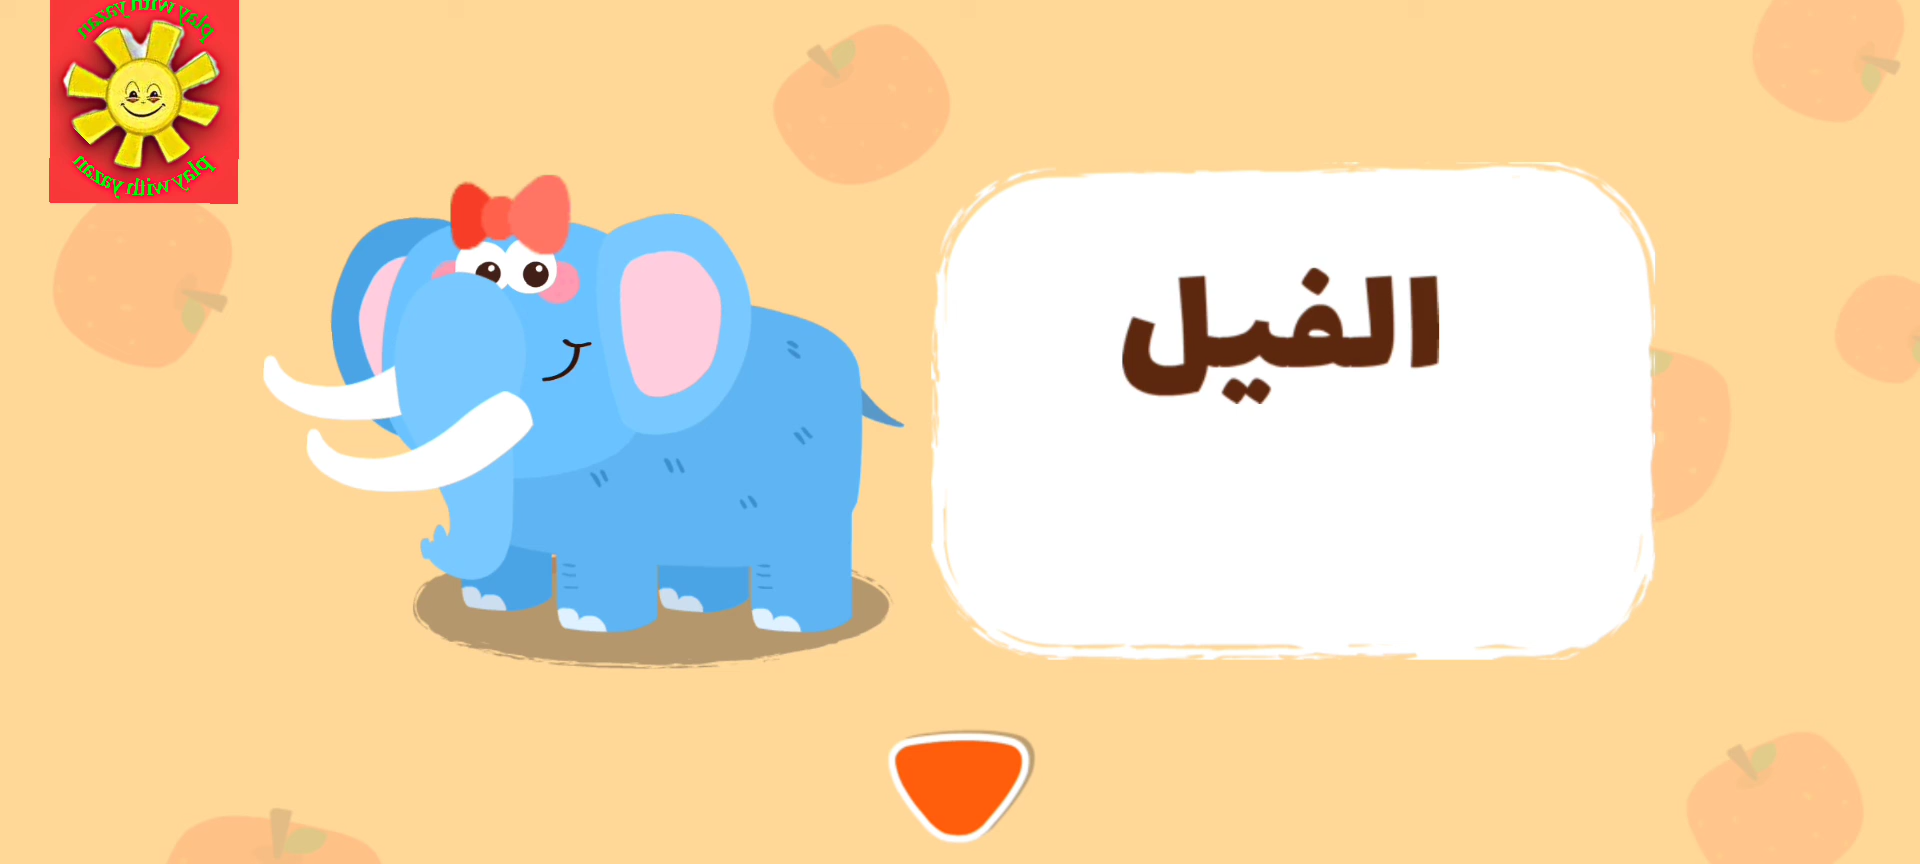 play with yazan
الفيل
play with yazan